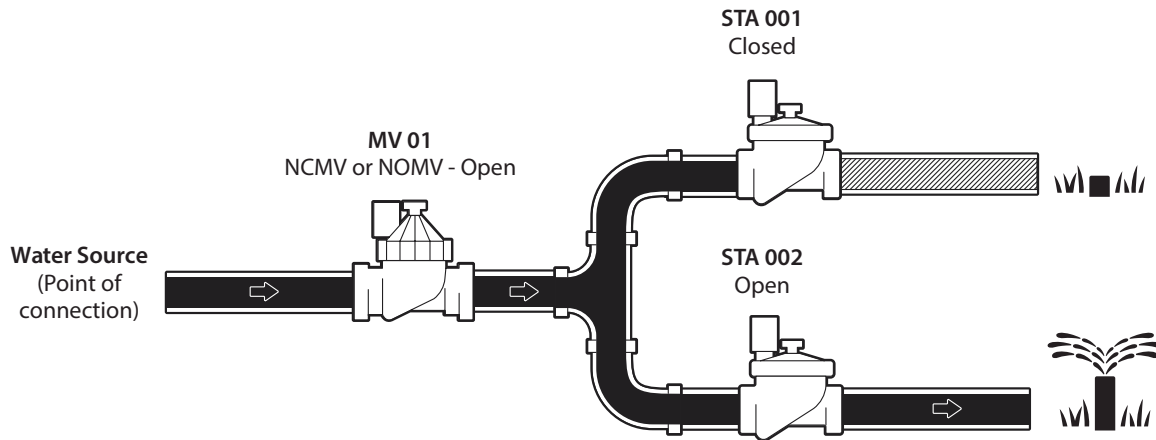 STA 001
Closed
MV 01
NCMV or NOMV - Open
Water Source
(Point of
connection)
STA 002
Open